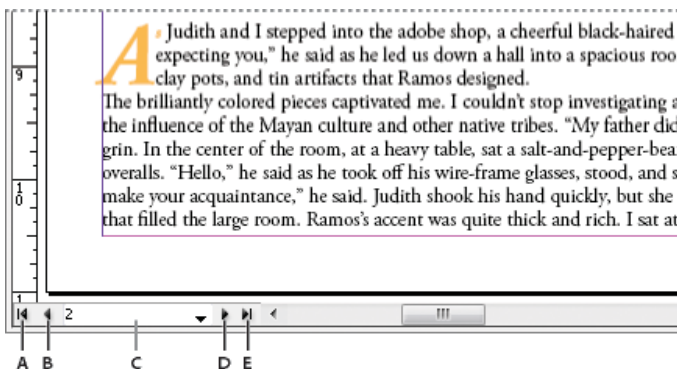 A' Judith and I stepped into the adobe shop, a cheerful black-haired
expecting you,” he said as he led us down a hall into a spacious roo
clay pots, and tin artifacts that Ramos designed.
The brilliantly colored pieces captivated me. I couldn’t stop investigating a
the influence of the Mayan culture and other native tribes. “My father did
grin. In the center of the room, at a heavy table, sat a salt-and-pepper-bea
overalls. “Hello,” he said as he took off his wire-frame glasses, stood, and s
make your acquaintance,” he said. Judith shook his hand quickly, but she
that filled the large room. Ramos’s accent was quite thick and rich. I sat at
9
10
1
2
A B C D E